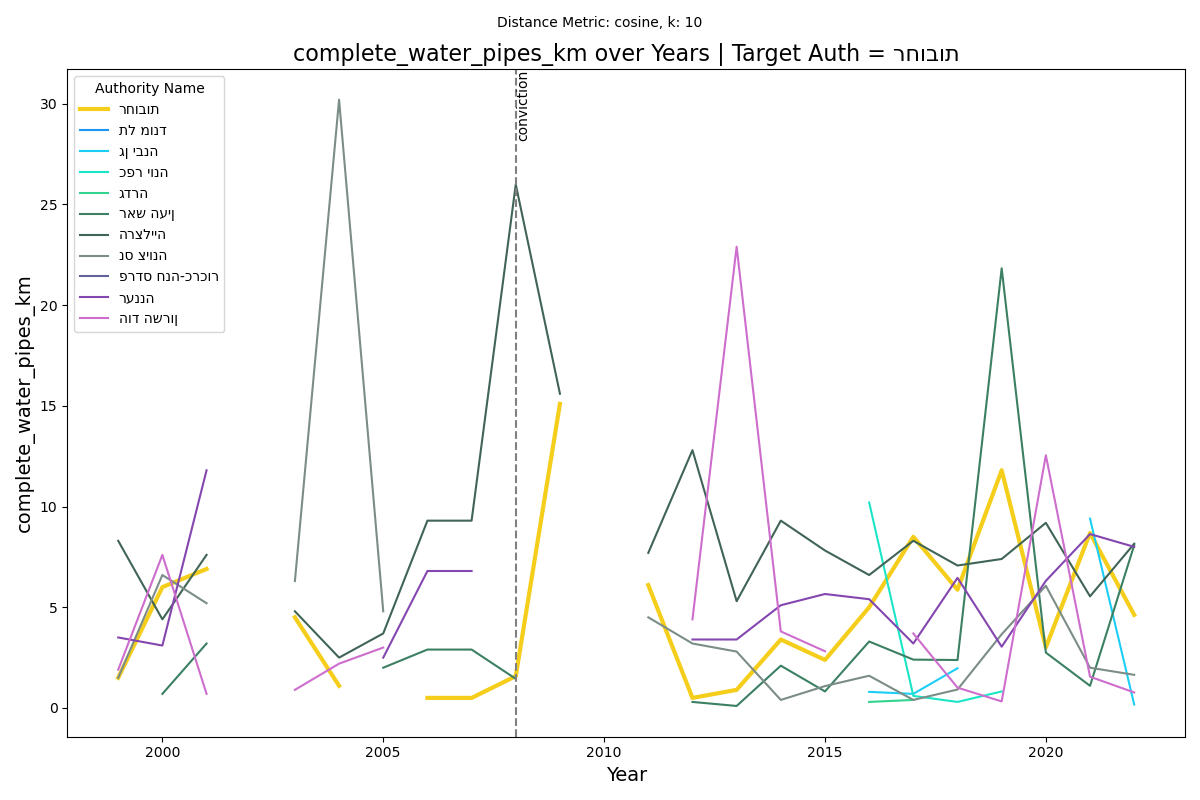 Distance Metric: cosine, k: 10
complete_water_pipes_km over Years | Target Auth = רחובות
Authority Name
רחובות
תל מונד
גן יבנה
כפר יונה
גדרה
ראש העין
הרצלייה
נס ציונה
פרדס חנה-כרכור
רעננה
הוד השרון
conviction
complete_water_pipes_km
30
25
20
15
10
5
0
2000
2005
2010
2015
2020
Year